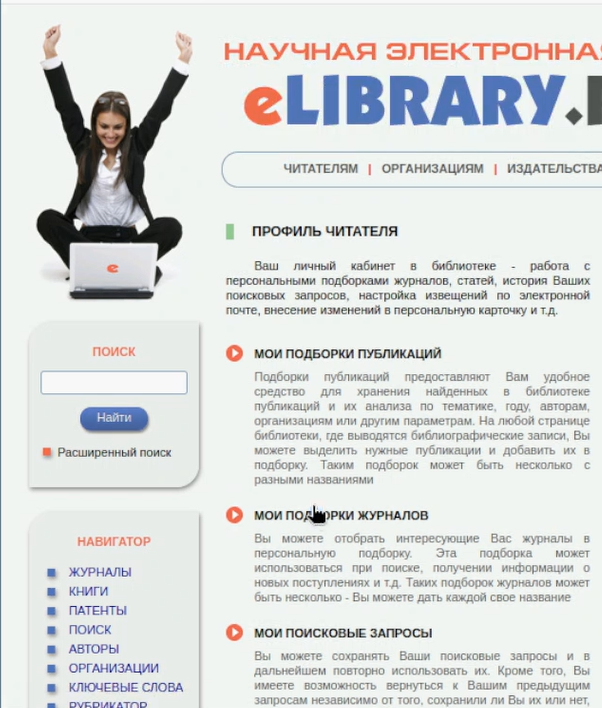 НАУЧНАЯ ЭЛЕКТРОННАЯ
eLIBRARY.
ЧИТАТЕЛЯМ | ОРГАНИЗАЦИЯМ | ИЗДАТЕЛЬСТВА
ПРОФИЛЬ ЧИТАТЕЛЯ
Ваш личный кабинет в библиотеке - работа с
персональными подборками журналов, статей, история Ваших
поисковых запросов, настройка извещений по электронной
почте, внесение изменений в персональную карточку и т.д.
e
ПОИСК
Найти
Расширенный поиск
НАВИГАТОР
ЖУРНАЛЫ
КНИГИ
ПАТЕНТЫ
ПОИСК
АВТОРЫ
ОРГАНИЗАЦИИ
КЛЮЧЕВЫЕ СЛОВА
РУБРИКАТОР
МОИ ПОДБОРКИ ПУБЛИКАЦИЙ
Подборки публикаций предоставляют Вам удобное
средство для хранения найденных в библиотеке
публикаций и их анализа по тематике, году, авторам,
организациям или другим параметрам. На любой странице
библиотеки, где выводятся библиографические записи, Вы
можете выделить нужные публикации и добавить их в
подборку. Таким подборок может быть несколько с
разными названиями
МОИ ПОДБОРКИ ЖУРНАЛОВ
Вы можете отобрать интересующие Вас журналы в
персональную подборку. Эта подборка может
использоваться при поиске, получении информации о
новых поступлениях и т.д. Таких подборок журналов может
быть несколько - Вы можете дать каждой свое название
МОИ ПОИСКОВЫЕ ЗАПРОСЫ
Вы можете сохранять Ваши поисковые запросы и в
дальнейшем повторно использовать их. Кроме того, Вы
имеете возможность вернуться к Вашим предыдущим
запросам независимо от того, сохранили ли Вы их или нет,